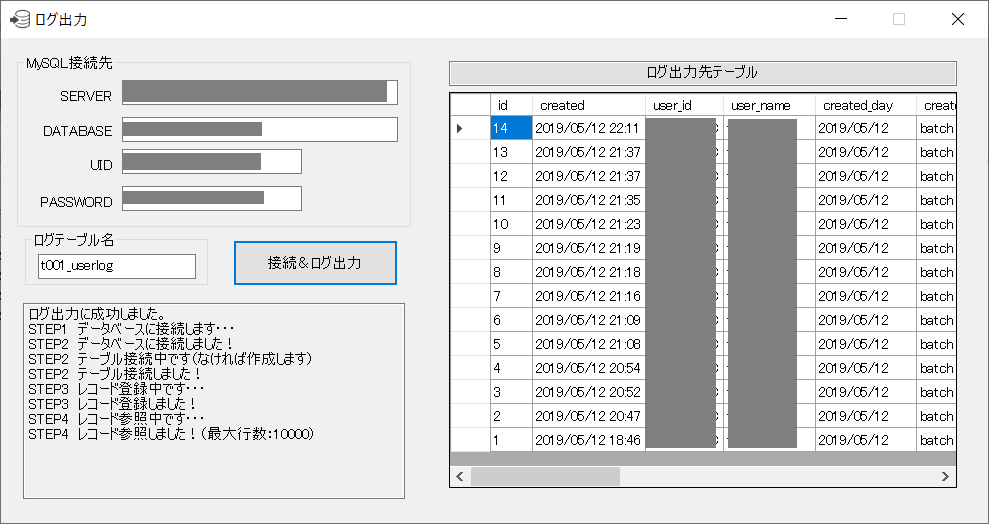 ログ出力
MySQL接続先
SERVER
DATABASE
UID
PASSWORD
ログテーブル名
t001_userlog
接続＆ログ出力
ログ出力に成功しました。
STEP1 データベースに接続します・・・
STEP2 データベースに接続しました！
STEP2 テーブル接続中です(なければ作成します)
STEP2 テーブル接続しました！
STEP3 レコード登録中です・・・
STEP3 レコード登録しました！
STEP4 レコード参照中です・・・
STEP4 レコード参照しました！(最大行数:10000)
ログ出力先テーブル
id created user_id user_name created_day create
14 2019/05/12 22:11 2019/05/12 batch
13 2019/05/12 21:37 2019/05/12 batch
12 2019/05/12 21:37 2019/05/12 batch
11 2019/05/12 21:35 2019/05/12 batch
10 2019/05/12 21:23 2019/05/12 batch
9 2019/05/12 21:19 2019/05/12 batch
8 2019/05/12 21:18 2019/05/12 batch
7 2019/05/12 21:16 2019/05/12 batch
6 2019/05/12 21:09 2019/05/12 batch
5 2019/05/12 21:08 2019/05/12 batch
4 2019/05/12 20:54 2019/05/12 batch
3 2019/05/12 20:52 2019/05/12 batch
2 2019/05/12 20:47 2019/05/12 batch
1 2019/05/12 18:46 2019/05/12 batch